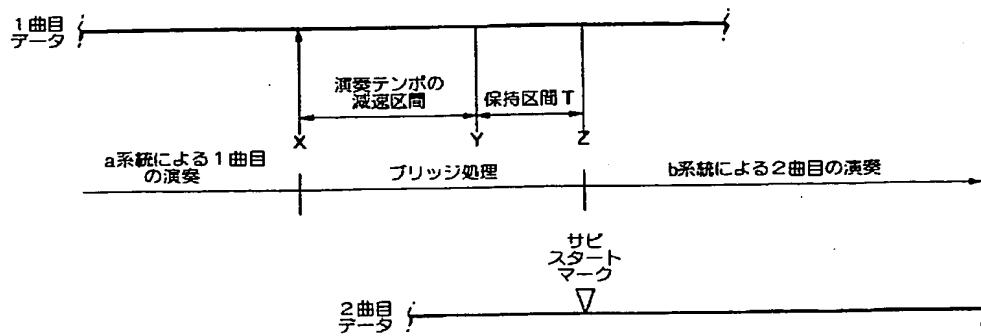 1曲目
データ
演奏テンポの
減速区間
保持区間T
X
Y
Z
a系統による1曲目
の演奏
ブリッジ処理
b系統による2曲目の演奏
サビ
スタート
マーク
2曲目
データ